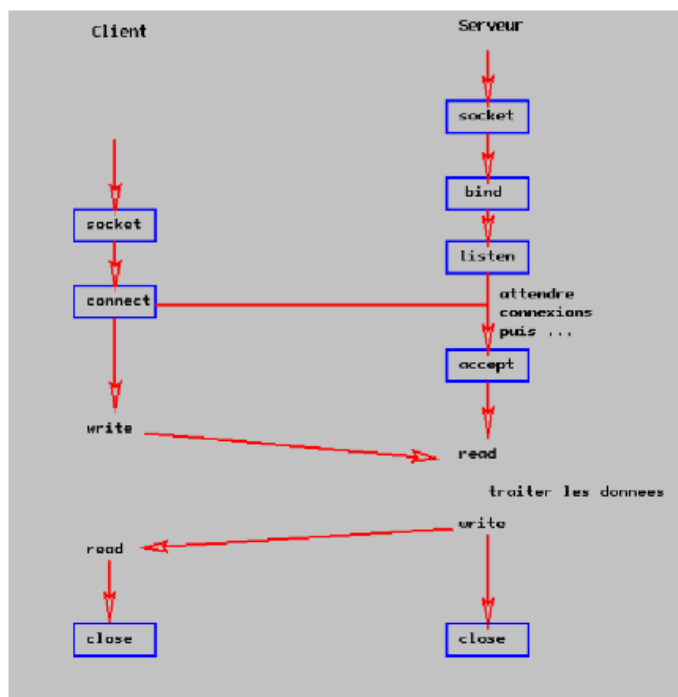 Client
Serveur
socket
bind
socket
listen
connect
attendre
connexions
puis ...
accept
write
read
traiter les donnees
write
read
close
close